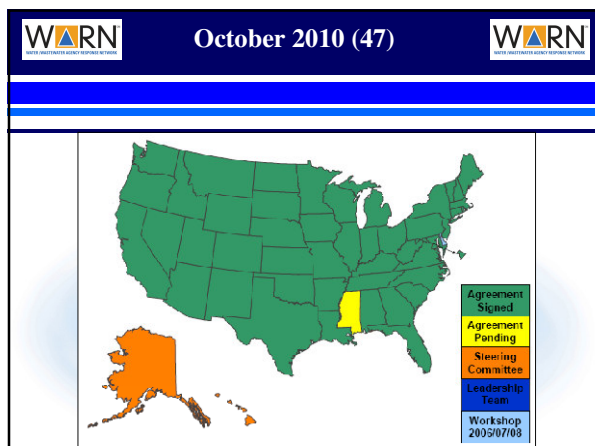 WARN
WATER /WASTEWATER AGENCY RESPONSE NETWORK
October 2010 (47)
WARN
WATER /WASTEWATER AGENCY RESPONSE NETWORK
Agreement
Signed
Agreement
Pending
Steering
Committee
Leadership
Team
Workshop
2006/07/08